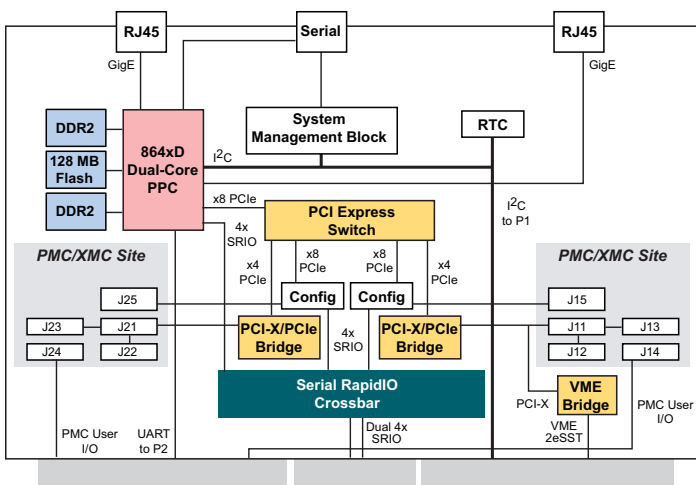 RJ45
Serial
RJ45
GigE
GigE
DDR2
128 MB
Flash
DDR2
864xD
Dual-Core
PPC
System
Management Block
RTC
I2C
x8 PCIe
I2C
to P1
4x
SRIO
PCI Express
Switch
PMC/XMC Site
PMC/XMC Site
x4
PCIe
x8
PCIe
x8
PCIe
x4
PCIe
J25
Config
Config
J15
J23
J21
J24
J22
PCI-X/PCIe
Bridge
4x
SRIO
PCI-X/PCIe
Bridge
J11
J13
J12
J14
Serial RapidIO
Crossbar
PCI-X
VME
Bridge
PMC User
I/O
PMC User
I/O
UART
to P2
Dual 4x
SRIO
VME
2eSST